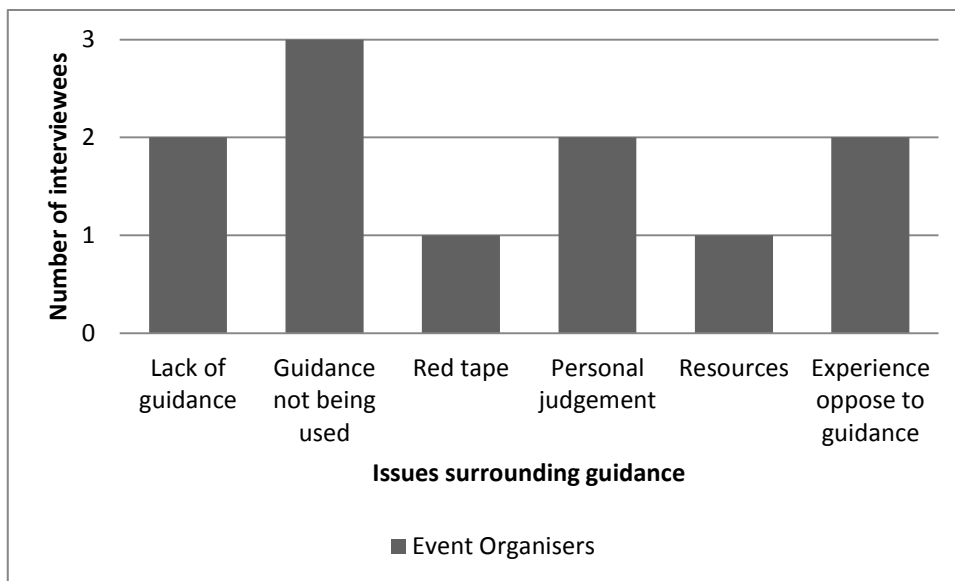 Number of interviewees
3
2
1
0
Lack of
guidance
Guidance
not being
used
Red tape
Personal
judgement
Resources
Experience
oppose to
guidance
Issues surrounding guidance
Event Organisers